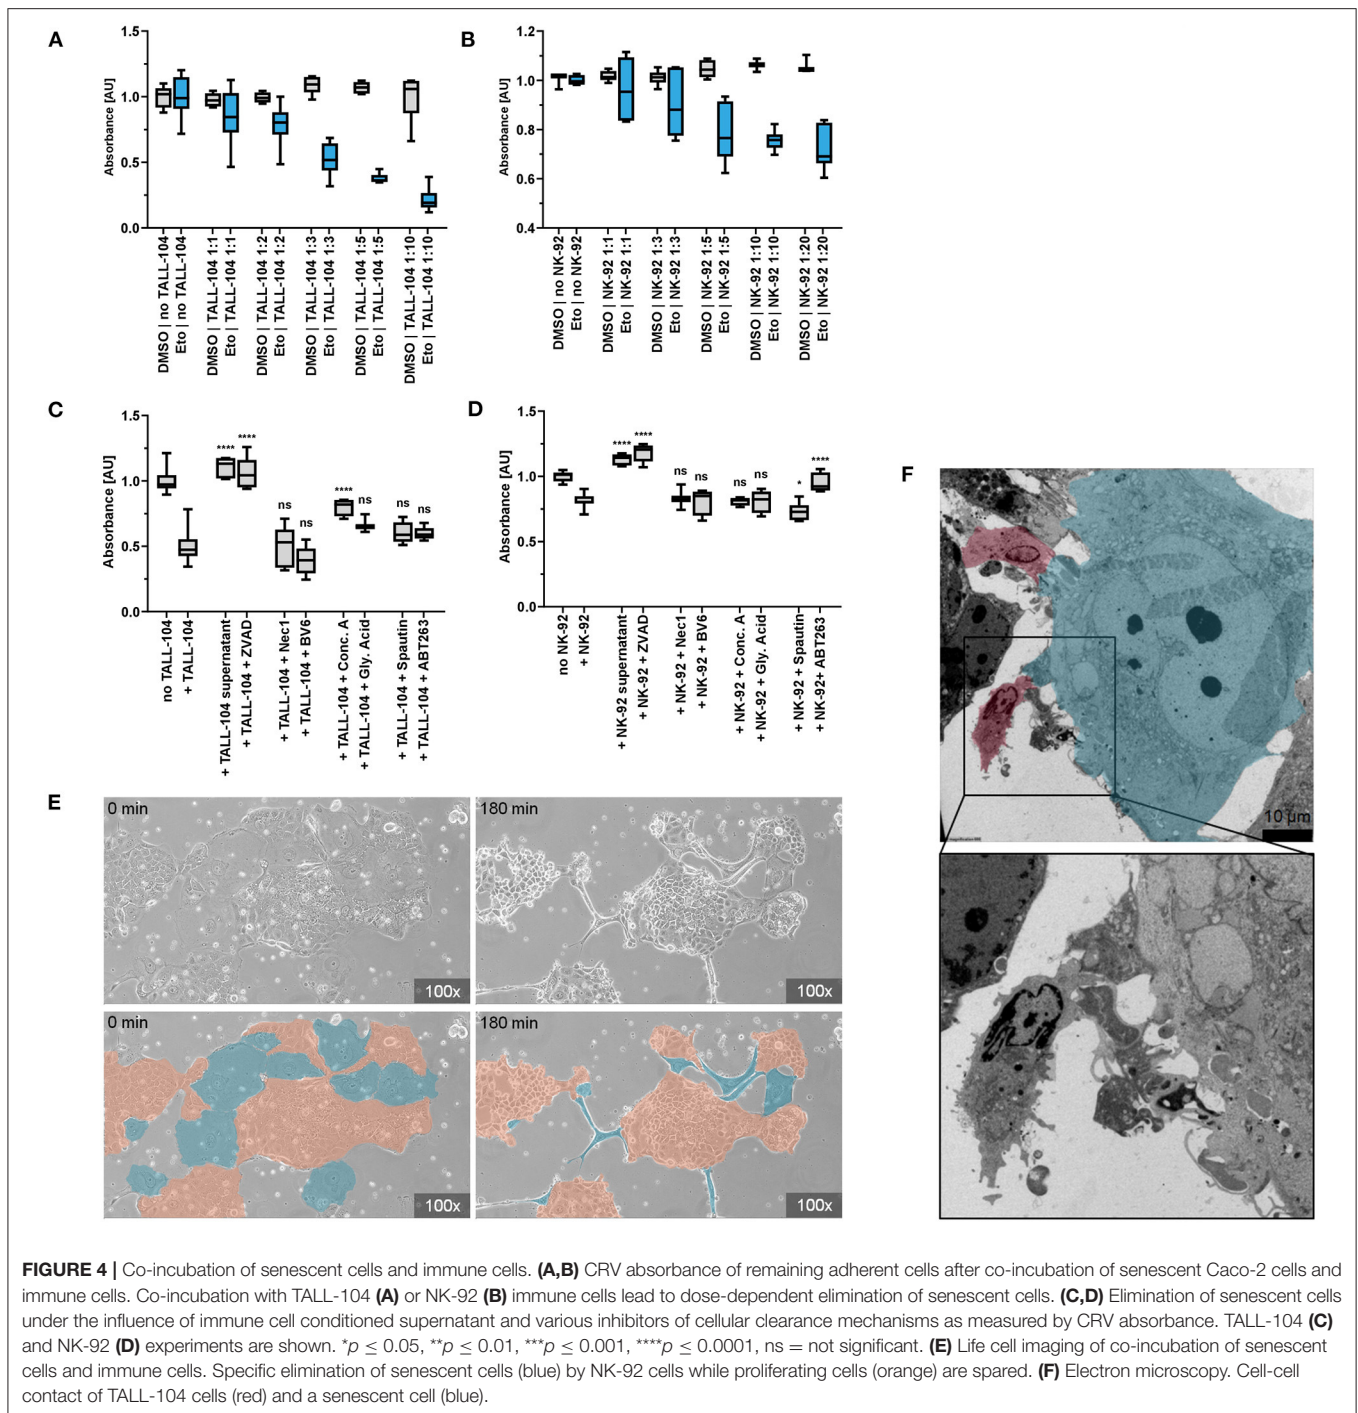 A
1.5
1.0
0.5
0.0
Absorbance [AU]
DMSO | no TALL-104
Eto | no TALL-104
DMSO | TALL-104 1:1
Eto | TALL-104 1:1
DMSO | TALL-104 1:2
Eto | TALL-104 1:2
DMSO | TALL-104 1:3
Eto | TALL-104 1:3
DMSO | TALL-104 1:5
Eto | TALL-104 1:5
DMSO | TALL-104 1:10
Eto | TALL-104 1:10
B
1.2
1.0
0.8
0.6
0.4
Absorbance [AU]
DMSO | no NK-92
Eto | no NK-92
DMSO | NK-92 1:1
Eto | NK-92 1:1
DMSO | NK-92 1:3
Eto | NK-92 1:3
DMSO | NK-92 1:5
Eto | NK-92 1:5
DMSO | NK-92 1:10
Eto | NK-92 1:10
DMSO | NK-92 1:20
Eto | NK-92 1:20
C
1.5
1.0
0.5
0.0
Absorbance [AU]
****
****
ns
ns
****
ns
ns
ns
no TALL-104
+ TALL-104
+ TALL-104 supernatant
+ TALL-104 + ZVAD
+ TALL-104 + Nec1
+ TALL-104 + BV6
+ TALL-104 + Conc. A
+ TALL-104 + Gly. Acid
+ TALL-104 + Spautin
+ TALL-104 + ABT263
D
1.5
1.0
0.5
0.0
Absorbance [AU]
****
****
ns
ns
ns
ns
*
****
no NK-92
+ NK-92
+ NK-92 supernatant
+ NK-92 + ZVAD
+ NK-92 + Nec1
+ NK-92 + BV6
+ NK-92 + Conc. A
+ NK-92 + Gly. Acid
+ NK-92 + Spautin
+ NK-92+ ABT263
E
0 min
100x
180 min
100x
0 min
100x
180 min
100x
F
10 µm
FIGURE 4 | Co-incubation of senescent cells and immune cells. (A,B) CRV absorbance of remaining adherent cells after co-incubation of senescent Caco-2 cells and
immune cells. Co-incubation with TALL-104 (A) or NK-92 (B) immune cells lead to dose-dependent elimination of senescent cells. (C,D) Elimination of senescent cells
under the influence of immune cell conditioned supernatant and various inhibitors of cellular clearance mechanisms as measured by CRV absorbance. TALL-104 (C)
and NK-92 (D) experiments are shown. *p ≤ 0.05, **p ≤ 0.01, ***p ≤ 0.001, ****p ≤ 0.0001, ns = not significant. (E) Life cell imaging of co-incubation of senescent
cells and immune cells. Specific elimination of senescent cells (blue) by NK-92 cells while proliferating cells (orange) are spared. (F) Electron microscopy. Cell-cell
contact of TALL-104 cells (red) and a senescent cell (blue).